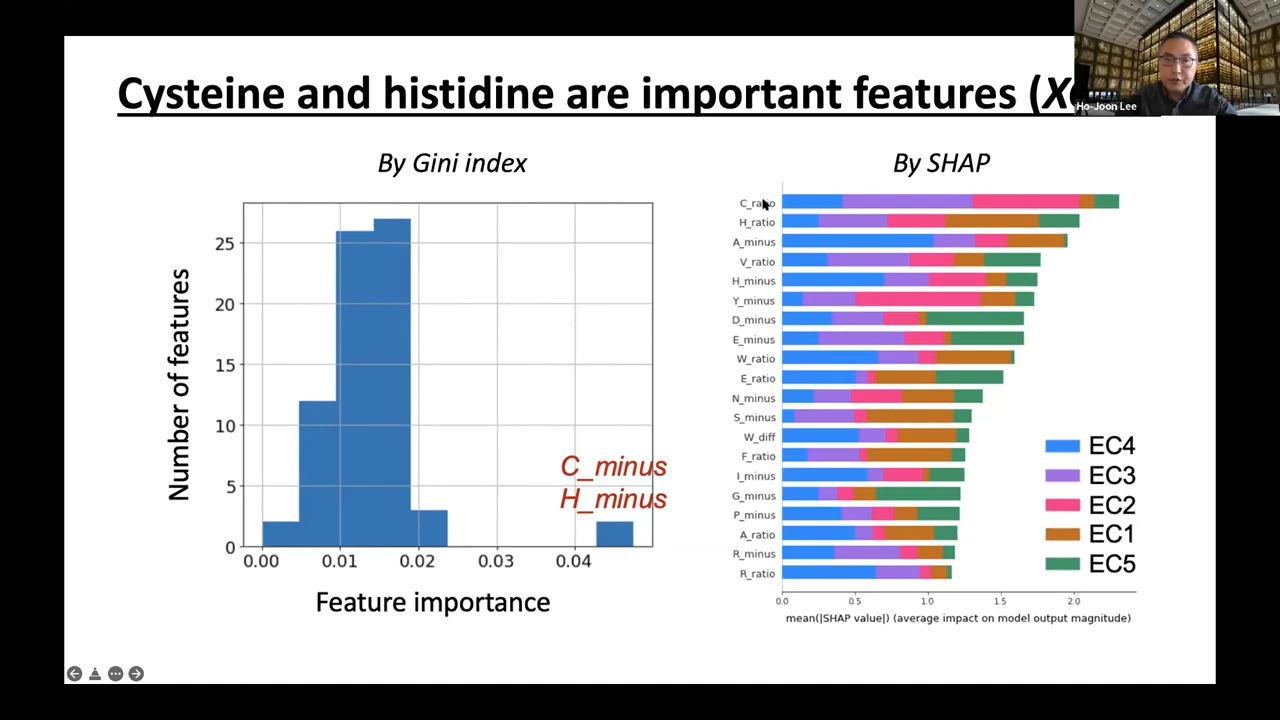 Cysteine and histidine are important features (X
Ho-Joon Lee
By Gini index
Number of features
25
20
15
10
5
0
C_minus
H_minus
0.00 0.01 0.02 0.03 0.04
Feature importance
By SHAP
C_ratio
H_ratio
A_minus
V_ratio
H_minus
Y_minus
D_minus
E_minus
W_ratio
E_ratio
N_minus
S_minus
W_diff
F_ratio
I_minus
G_minus
P_minus
A_ratio
R_minus
R_ratio
EC4
EC3
EC2
EC1
EC5
0.0 0.5 1.0 1.5 2.0
mean(|SHAP value|) (average impact on model output magnitude)